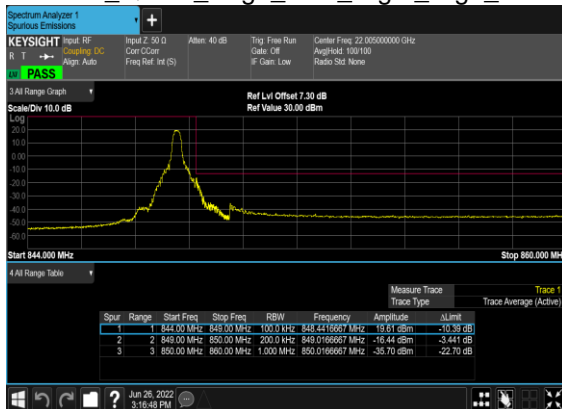 Spectrum Analyzer 1
Spurious Emissions
+
KEYSIGHT Input: RF Input Z: 50 Ω Atten: 40 dB Trig: Free Run Center Freq: 22.005000000 GHz
R T Coupling: DC Corr CCorr Gate: Off Avg|Hold: 100/100
Align: Auto Freq Ref: Int (S) IF Gain: Low Radio Std: None
PASS
3 All Range Graph
Ref Lvl Offset 7.30 dB
Scale/Div 10.0 dB Ref Value 30.00 dBm
Log
20.0
10.0
0.00
-10.0
-20.0
-30.0
-40.0
-50.0
-60.0
Start 844.000 MHz Stop 860.000 MH
4 All Range Table
Measure Trace Trace 1
Trace Type Trace Average (Active)
Spur Range Start Freq Stop Freq RBW Frequency Amplitude ΔLimit
1 1 844.00 MHz 849.00 MHz 100.0 kHz 848.4416667 MHz 19.61 dBm -10.39 dB
2 2 849.00 MHz 850.00 MHz 200.0 kHz 849.0166667 MHz -16.44 dBm -3.441 dB
3 3 850.00 MHz 860.00 MHz 1.000 MHz 850.0166667 MHz -35.70 dBm -22.70 dB
? Jun 26, 2022
3:16:48 PM